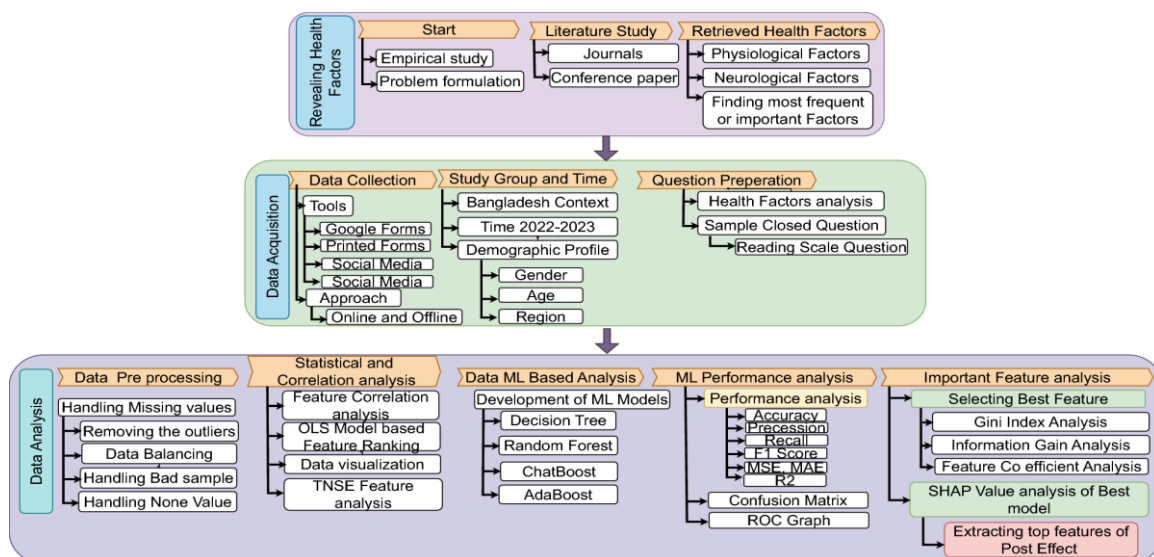 Revealing Health
Factors
Start
Empirical study
Problem formulation
Literature Study
Journals
Conference paper
Retrieved Health Factors
Physiological Factors
Neurological Factors
Finding most frequent
or important Factors
Data Acquisition
Data Collection
Tools
Google Forms
Printed Forms
Social Media
Social Media
Approach
Online and Offline
Study Group and Time
Bangladesh Context
Time 2022-2023
Demographic Profile
Gender
Age
Region
Question Preperation
Health Factors analysis
Sample Closed Question
Reading Scale Question
Data Analysis
Data Pre processing
Handling Missing values
Removing the outliers
Data Balancing
Handling Bad sample
Handling None Value
Statistical and
Correlation analysis
Feature Correlation
analysis
OLS Model based
Feature Ranking
Data visualization
TNSE Feature
analysis
Data ML Based Analysis
Development of ML Models
Decision Tree
Random Forest
ChatBoost
AdaBoost
ML Performance analysis
Performance analysis
Accuracy
Precession
Recall
F1 Score
MSE, MAE
R2
Confusion Matrix
ROC Graph
Important Feature analysis
Selecting Best Feature
Gini Index Analysis
Information Gain Analysis
Feature Co efficient Analysis
SHAP Value analysis of Best
model
Extracting top features of
Post Effect